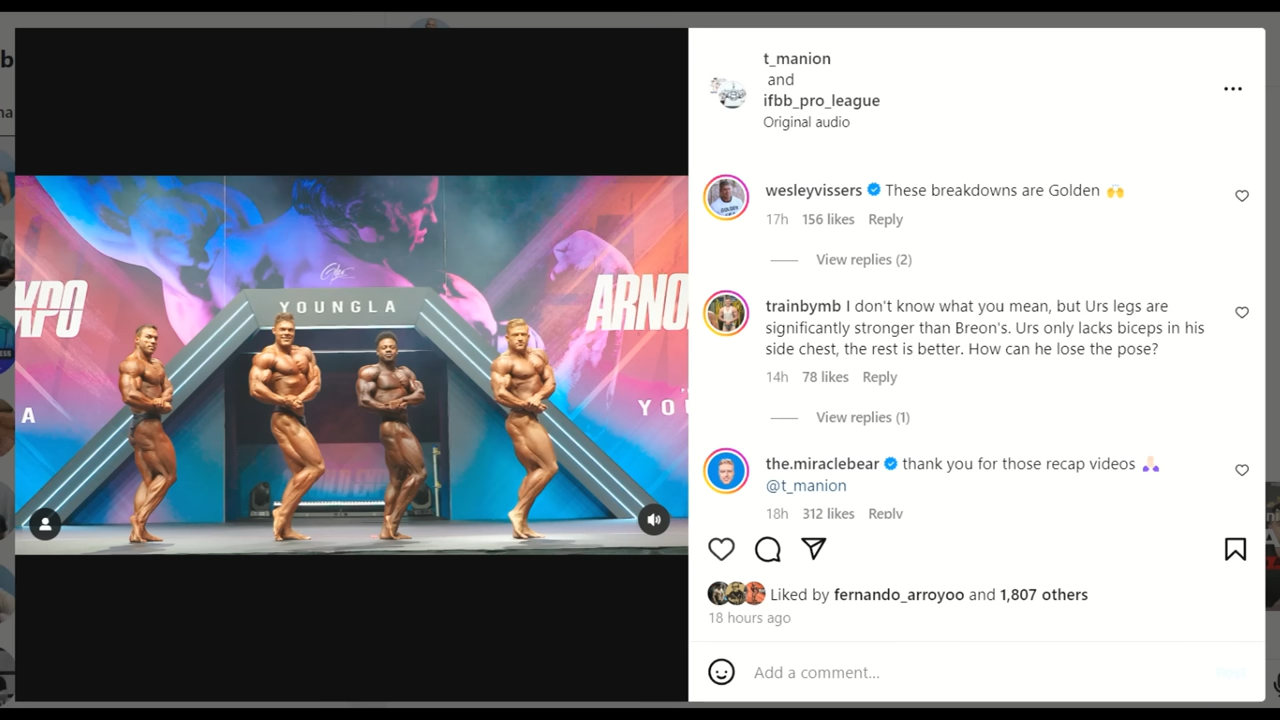 t_manion
and
ifbb_pro_league
Original audio
wesleyvissers These breakdowns are Golden 🙌
17h 156 likes Reply
View replies (2)
trainbymb I don't know what you mean, but Urs legs are
significantly stronger than Breon's. Urs only lacks biceps in his
side chest, the rest is better. How can he lose the pose?
14h 78 likes Reply
View replies (1)
the.miraclebear thank you for those recap videos 🙏🏻
@t_manion
18h 312 likes Reply
Liked by fernando_arroyoo and 1,807 others
18 hours ago
Add a comment...
YOUNGLA
XPO
ARNO
YOU
A